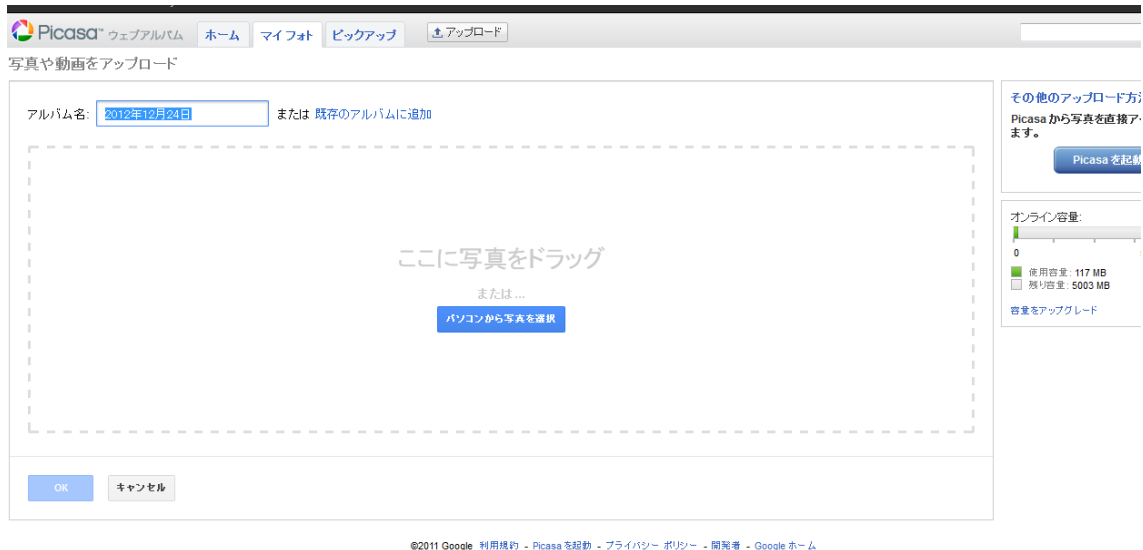 Picasa™ ウェブアルバム ホーム マイフォト ピックアップ アップロード
写真や動画をアップロード
アルバム名: 2012年12月24日 または 既存のアルバムに追加
ここに写真をドラッグ
または...
パソコンから写真を選択
OK キャンセル
その他のアップロード方法
Picasa から写真を直接ア
ます。
Picasa を起動
オンライン容量:
0
使用容量: 117 MB
残り容量: 5003 MB
容量をアップグレード
©2011 Google 利用規約 - Picasa を起動 - プライバシー ポリシー - 開発者 - Google ホーム